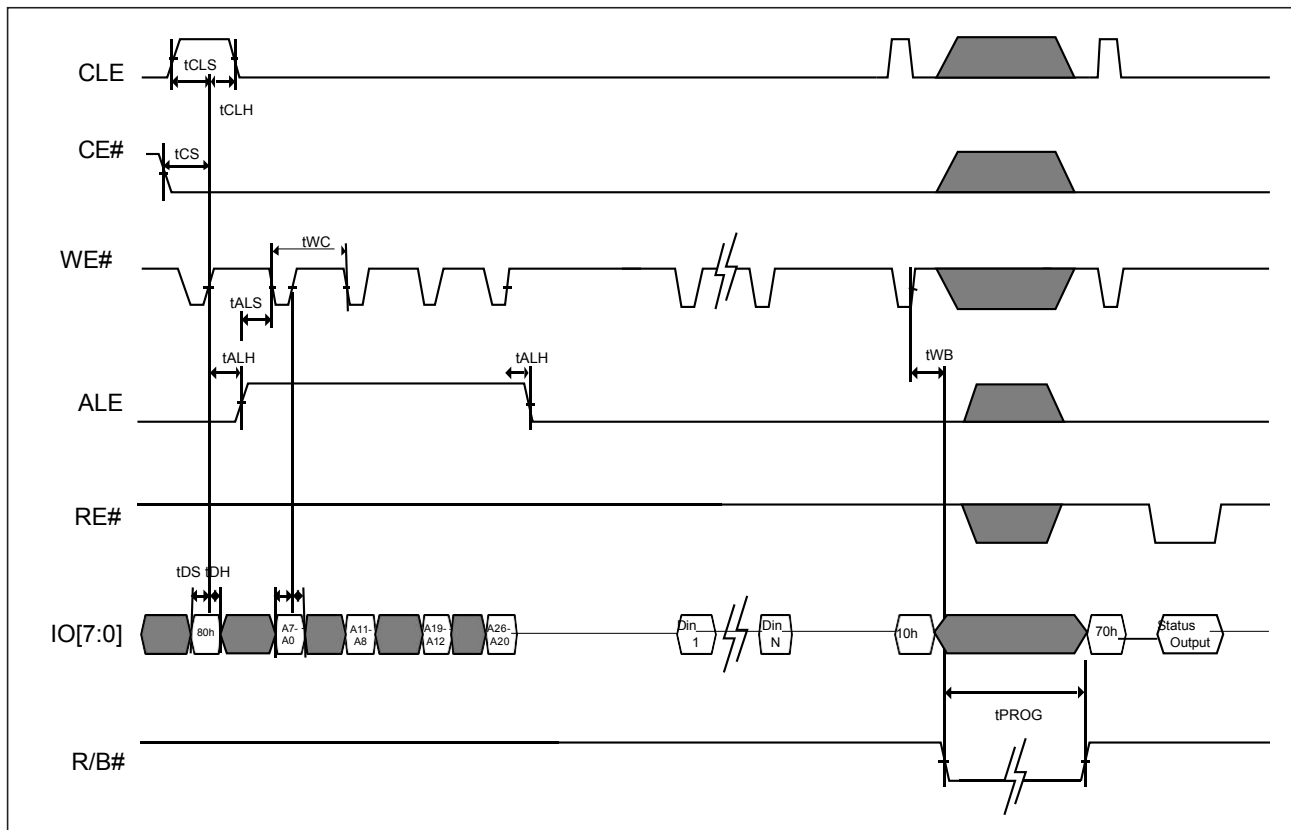 CLE
tCLS
tCLH
CE#
tCS
WE#
tWC
tALS
tALH
tALH
tWB
ALE
RE#
tDS tDH
IO[7:0]
80h
A7-
A0
A11-
A8
A19-
A12
A26-
A20
Din
1
Din
N
10h
70h
Status
Output
tPROG
R/B#